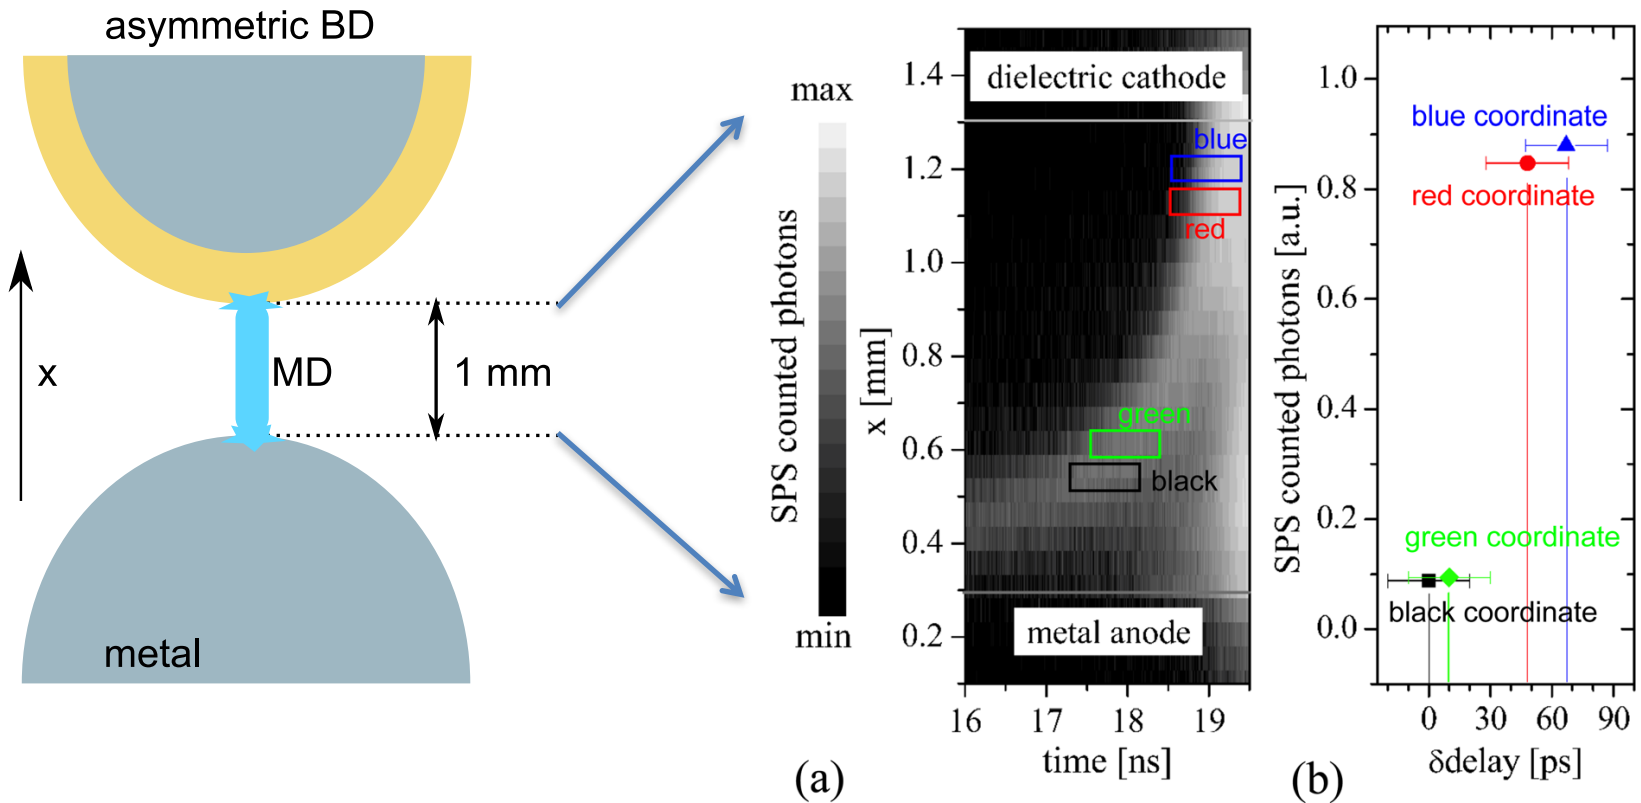 asymmetric BD
x
MD
1 mm
metal
max
min
SPS counted photons
x [mm]
1.4
1.2
1.0
0.8
0.6
0.4
0.2
dielectric cathode
blue
red
green
black
metal anode
16 17 18 19
time [ns]
(a)
SPS counted photons [a.u.]
1.0
0.8
0.6
0.4
0.2
0.0
blue coordinate
red coordinate
green coordinate
black coordinate
0 30 60 90
δdelay [ps]
(b)